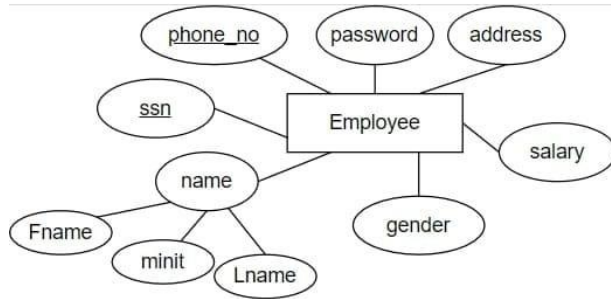 phone_no
password
address
ssn
Employee
salary
name
gender
Fname
minit
Lname